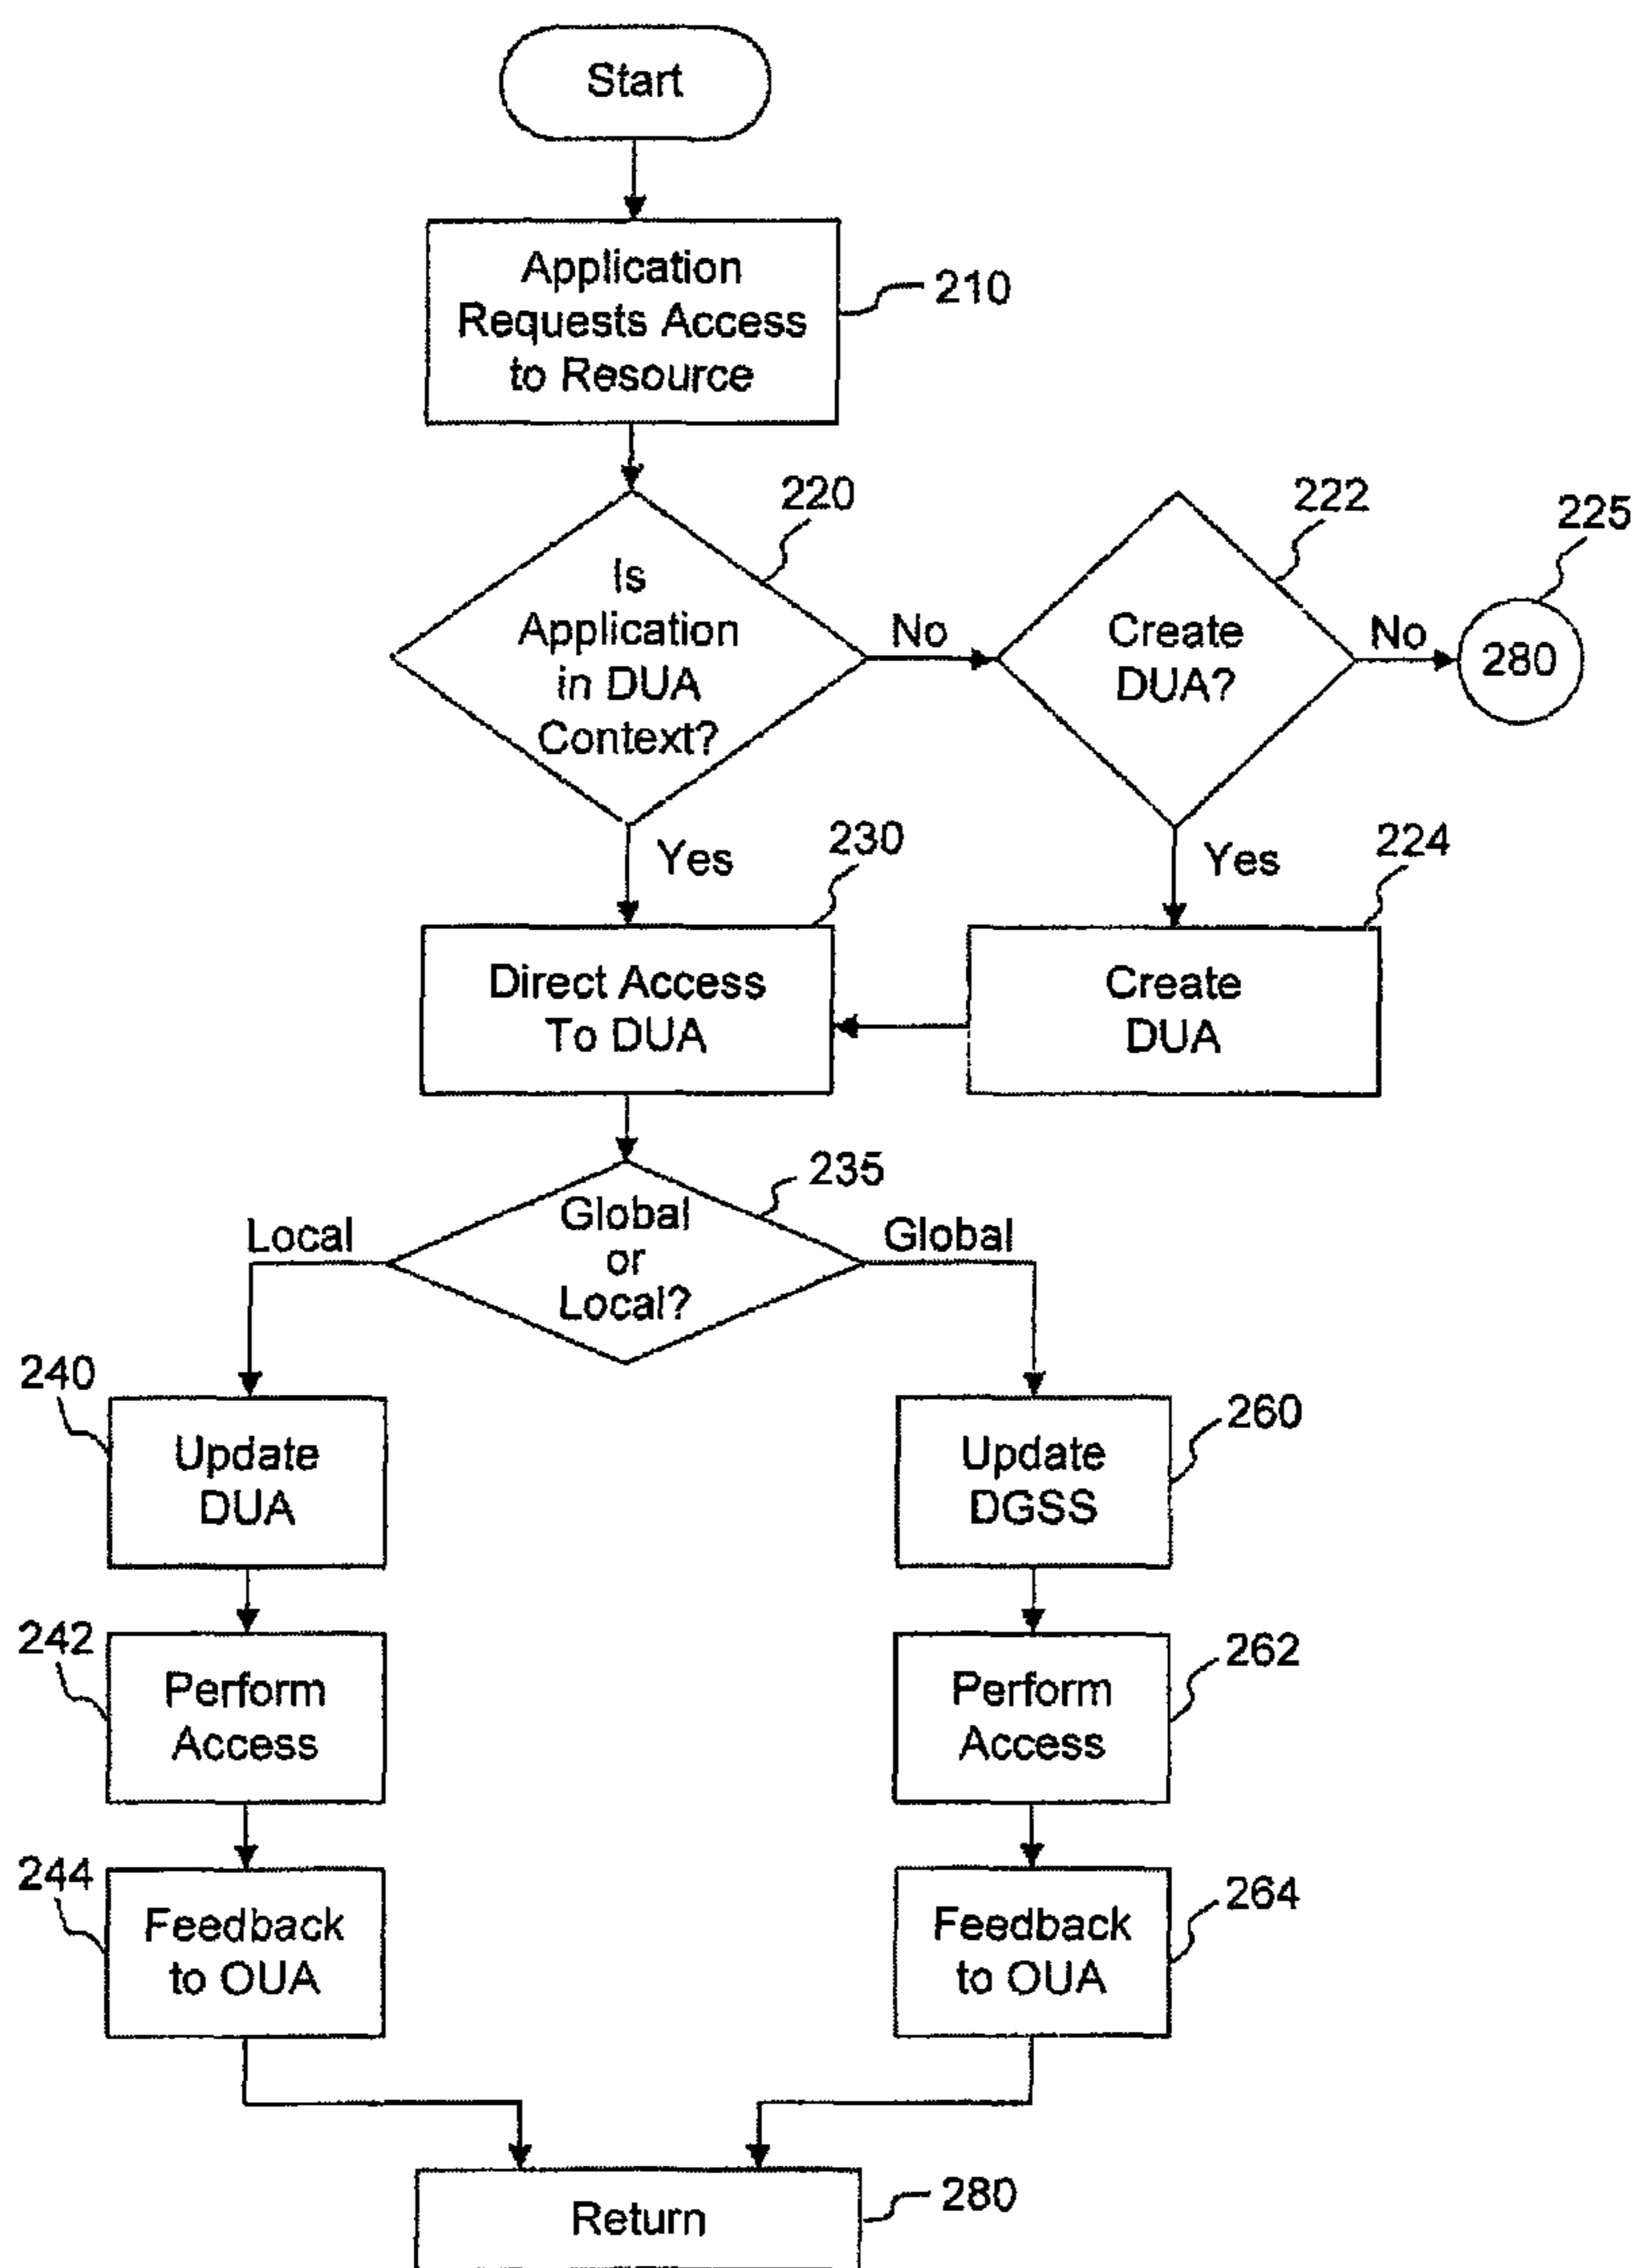 Start
Application
Requests Access
to Resource
210
220
222
225
Is
Application
in DUA
Context?
No
Create
DUA?
No
280
Yes
230
Yes
224
Direct Access
To DUA
Create
DUA
235
Local
Global
or
Local?
Global
240
Update
DUA
Update
DGSS
260
242
Perform
Access
Perform
Access
262
244
Feedback
to OUA
Feedback
to OUA
264
Return
280